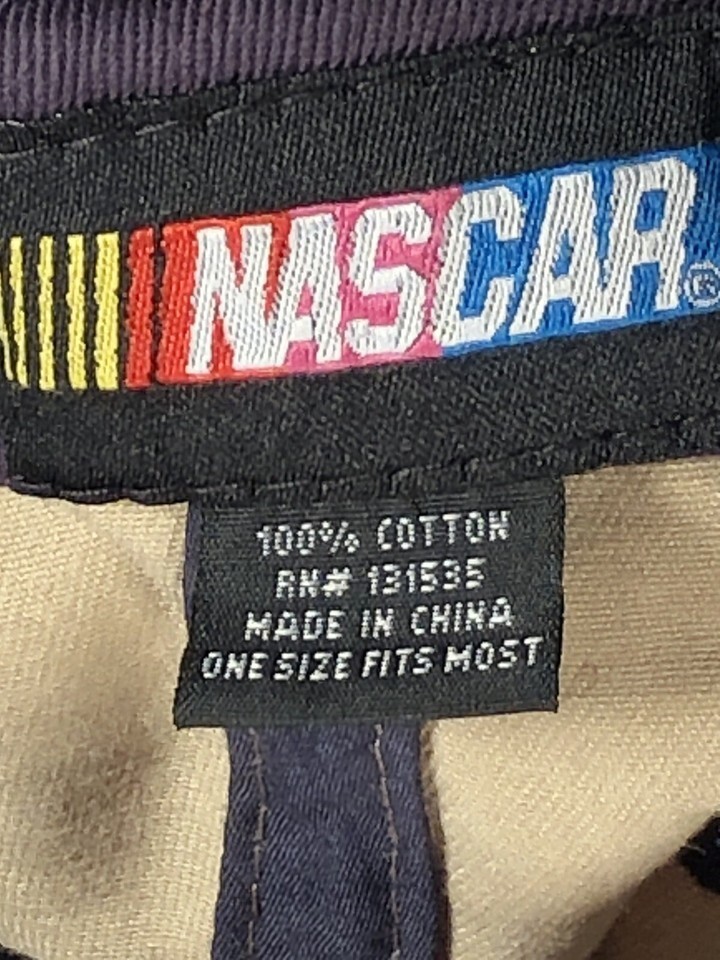 NASCAR®
100% COTTON
RN# 131535
MADE IN CHINA
ONE SIZE FITS MOST